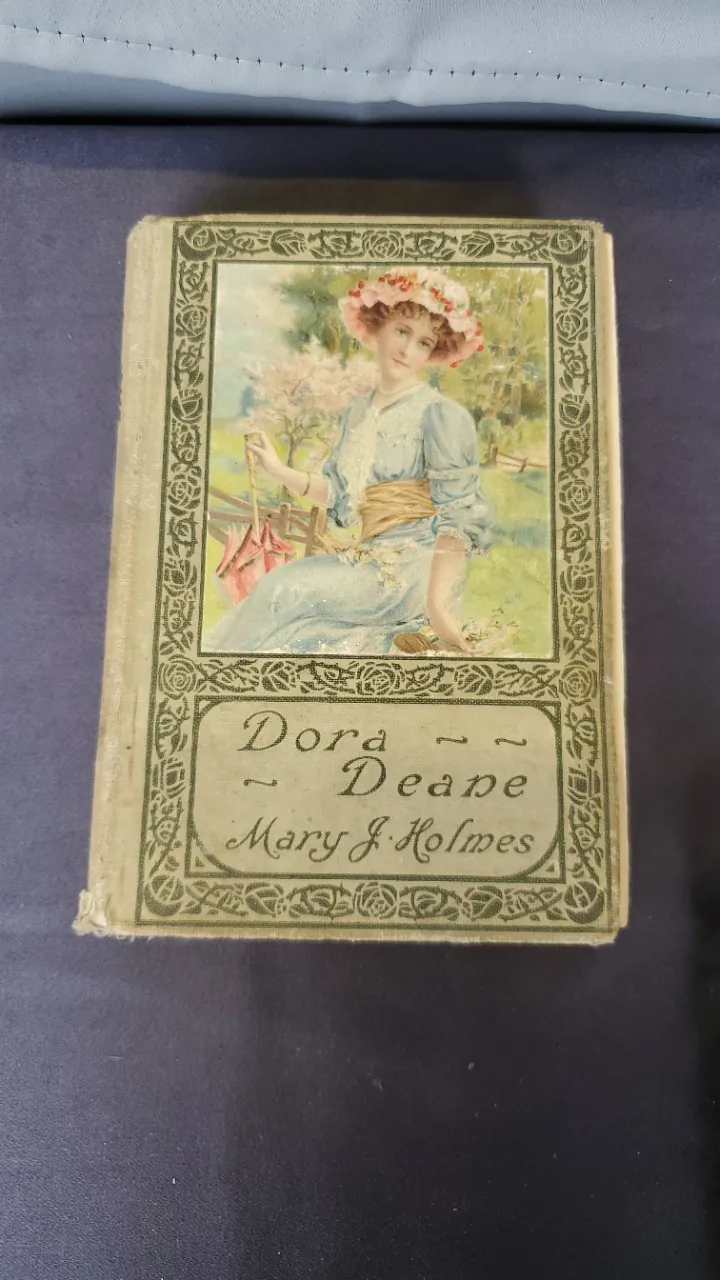 Dora ~ ~
~ Deane
Mary J. Holmes